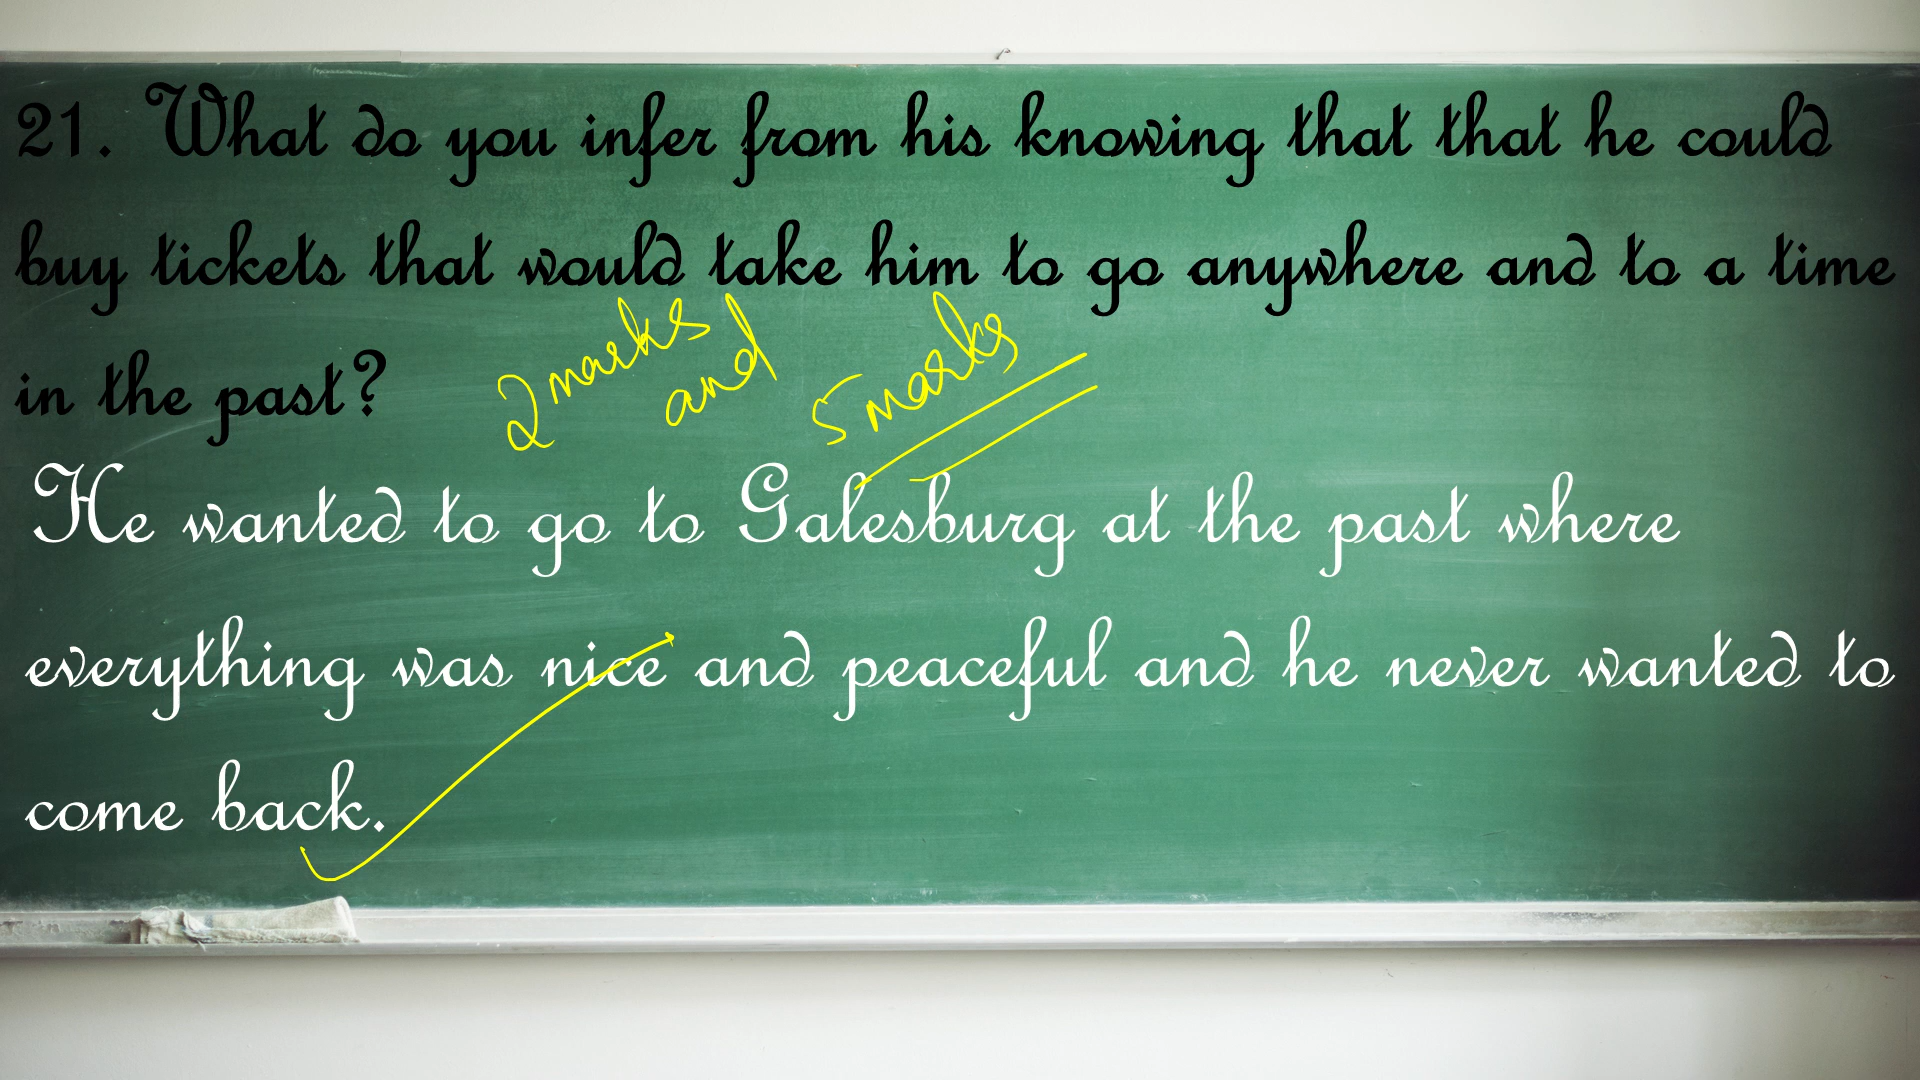 21. What do you infer from his knowing that that he could
buy tickets that would take him to go anywhere and to a time
in the past?
2 marks and 5 marks
He wanted to go to Galesburg at the past where
everything was nice and peaceful and he never wanted to
come back.